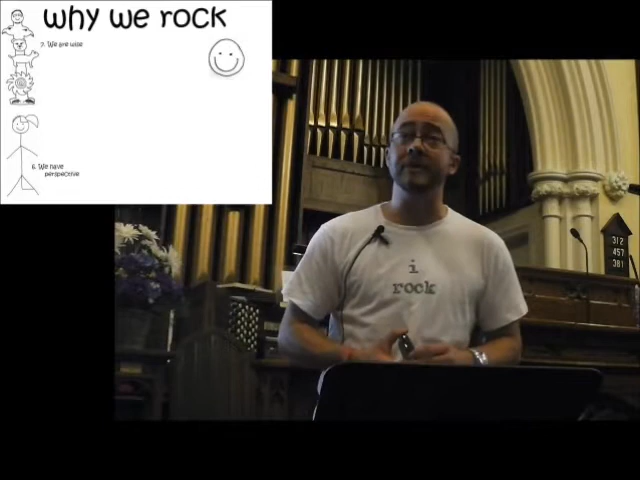 why we rock
7. We are wise
6. We have
perspective
i
rock
312
457
381